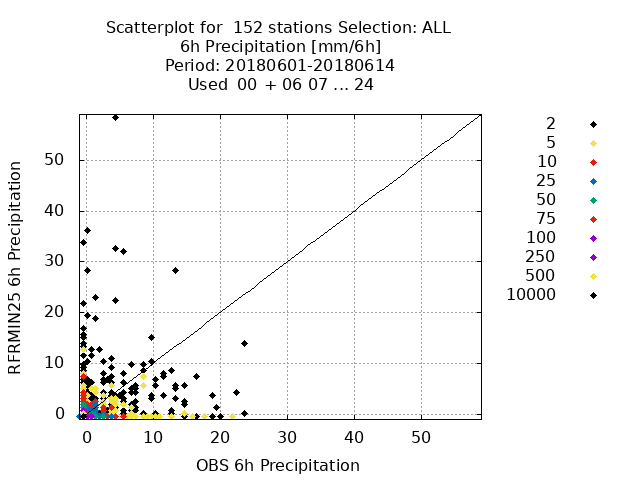 Scatterplot for 152 stations Selection: ALL
6h Precipitation [mm/6h]
Period: 20180601-20180614
Used 00 + 06 07 ... 24
RFRMIN25 6h Precipitation
50
40
30
20
10
0
0 10 20 30 40 50
OBS 6h Precipitation
2
5
10
25
50
75
100
250
500
10000